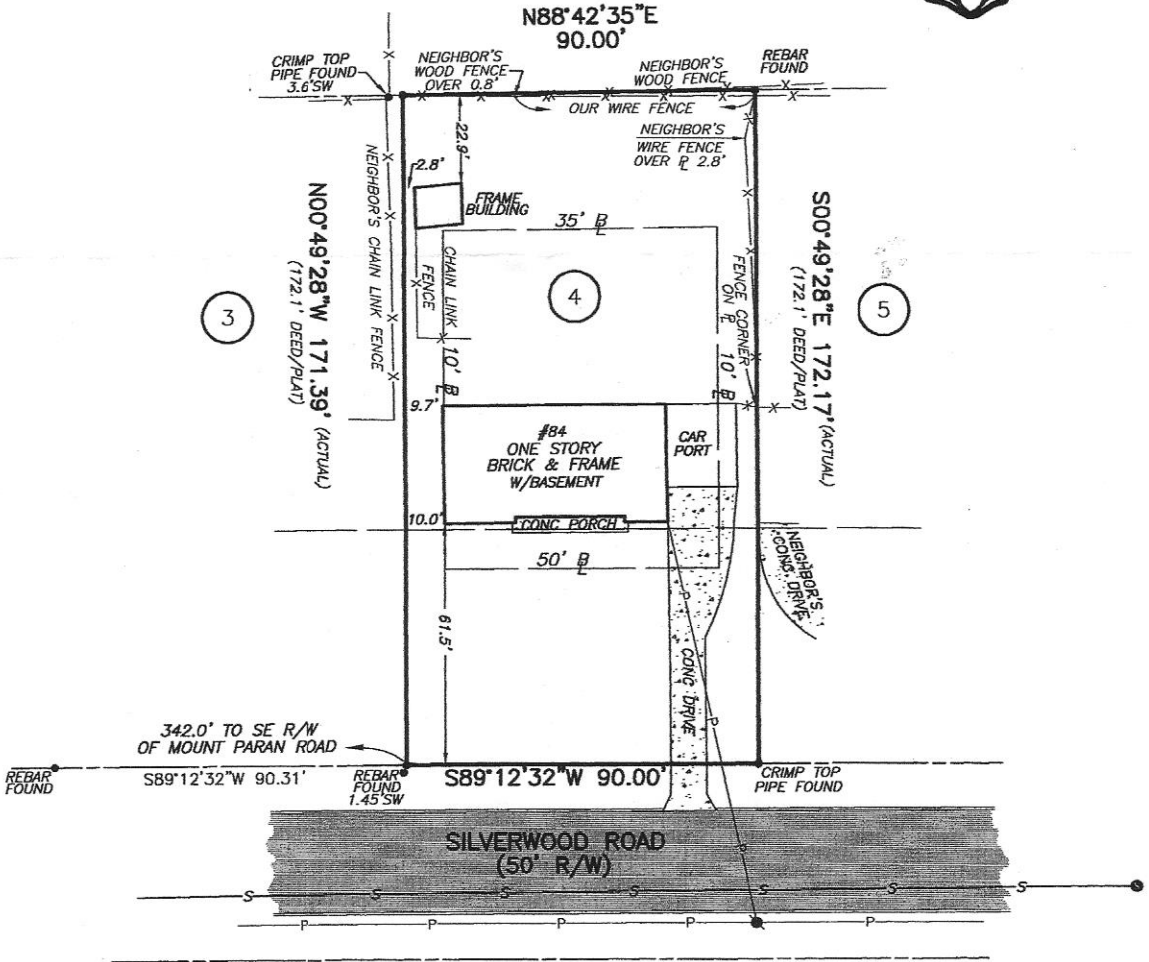 N88°42'35"E
90.00'
CRIMP TOP
PIPE FOUND
3.6'SW
NEIGHBOR'S
WOOD FENCE
OVER 0.8'
NEIGHBOR'S
WOOD FENCE
REBAR
FOUND
OUR WIRE FENCE
NEIGHBOR'S
WIRE FENCE
OVER PL 2.8'
22.9'
2.8'
FRAME
BUILDING
35' BL
NEIGHBOR'S CHAIN LINK FENCE
N00°49'28"W 171.39' (ACTUAL)
(172.1' DEED/PLAT)
CHAIN LINK
FENCE
3
4
5
FENCE CORNER
ON PL
S00°49'28"E 172.17' (ACTUAL)
(172.1' DEED/PLAT)
10' BL
10' BL
9.7'
#84
ONE STORY
BRICK & FRAME
W/BASEMENT
CAR
PORT
10.0'
CONC PORCH
50' BL
NEIGHBOR'S
CONC. DRIVE
61.5'
CONC DRIVE
P
342.0' TO SE R/W
OF MOUNT PARAN ROAD
REBAR
FOUND
S89°12'32"W 90.31'
REBAR
FOUND
1.45'SW
S89°12'32"W 90.00'
CRIMP TOP
PIPE FOUND
SILVERWOOD ROAD
(50' R/W)
P
S S S S S S S
P P P P P